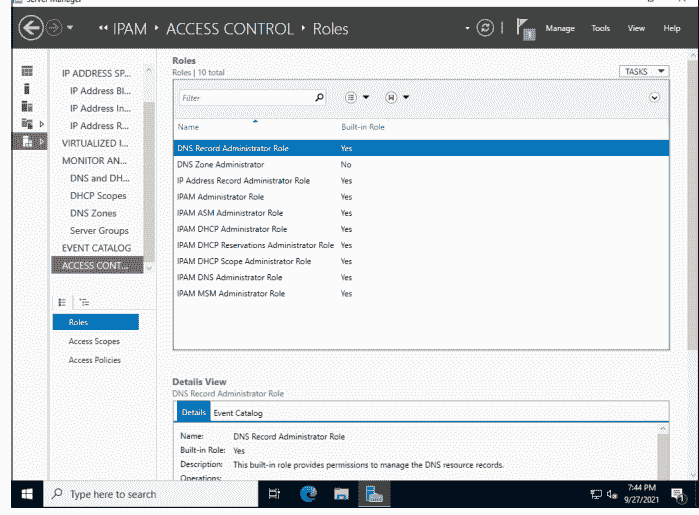 Server Manager
IPAM ▸ ACCESS CONTROL ▸ Roles
Manage Tools View Help
IP ADDRESS SP...
IP Address Bl...
IP Address In...
IP Address R...
VIRTUALIZED I...
MONITOR AN...
DNS and DH...
DHCP Scopes
DNS Zones
Server Groups
EVENT CATALOG
ACCESS CONT...
Roles
Access Scopes
Access Policies
Roles
Roles | 10 total
TASKS
Filter
Name Built-in Role
DNS Record Administrator Role Yes
DNS Zone Administrator No
IP Address Record Administrator Role Yes
IPAM Administrator Role Yes
IPAM ASM Administrator Role Yes
IPAM DHCP Administrator Role Yes
IPAM DHCP Reservations Administrator Role Yes
IPAM DHCP Scope Administrator Role Yes
IPAM DNS Administrator Role Yes
IPAM MSM Administrator Role Yes
Details View
DNS Record Administrator Role
Details Event Catalog
Name: DNS Record Administrator Role
Built-in Role: Yes
Description: This built-in role provides permissions to manage the DNS resource records.
Operations:
Type here to search
7:44 PM
9/27/2021
1